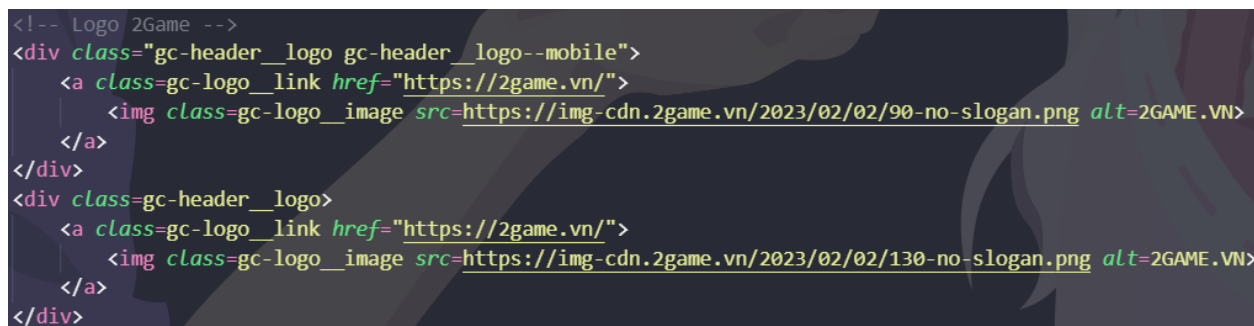 <!-- Logo 2Game -->
<div class="gc-header__logo gc-header__logo--mobile">
    <a class=gc-logo__link href="https://2game.vn/">
        <img class=gc-logo__image src=https://img-cdn.2game.vn/2023/02/02/90-no-slogan.png alt=2GAME.VN>
    </a>
</div>
<div class=gc-header__logo>
    <a class=gc-logo__link href="https://2game.vn/">
        <img class=gc-logo__image src=https://img-cdn.2game.vn/2023/02/02/130-no-slogan.png alt=2GAME.VN>
    </a>
</div>